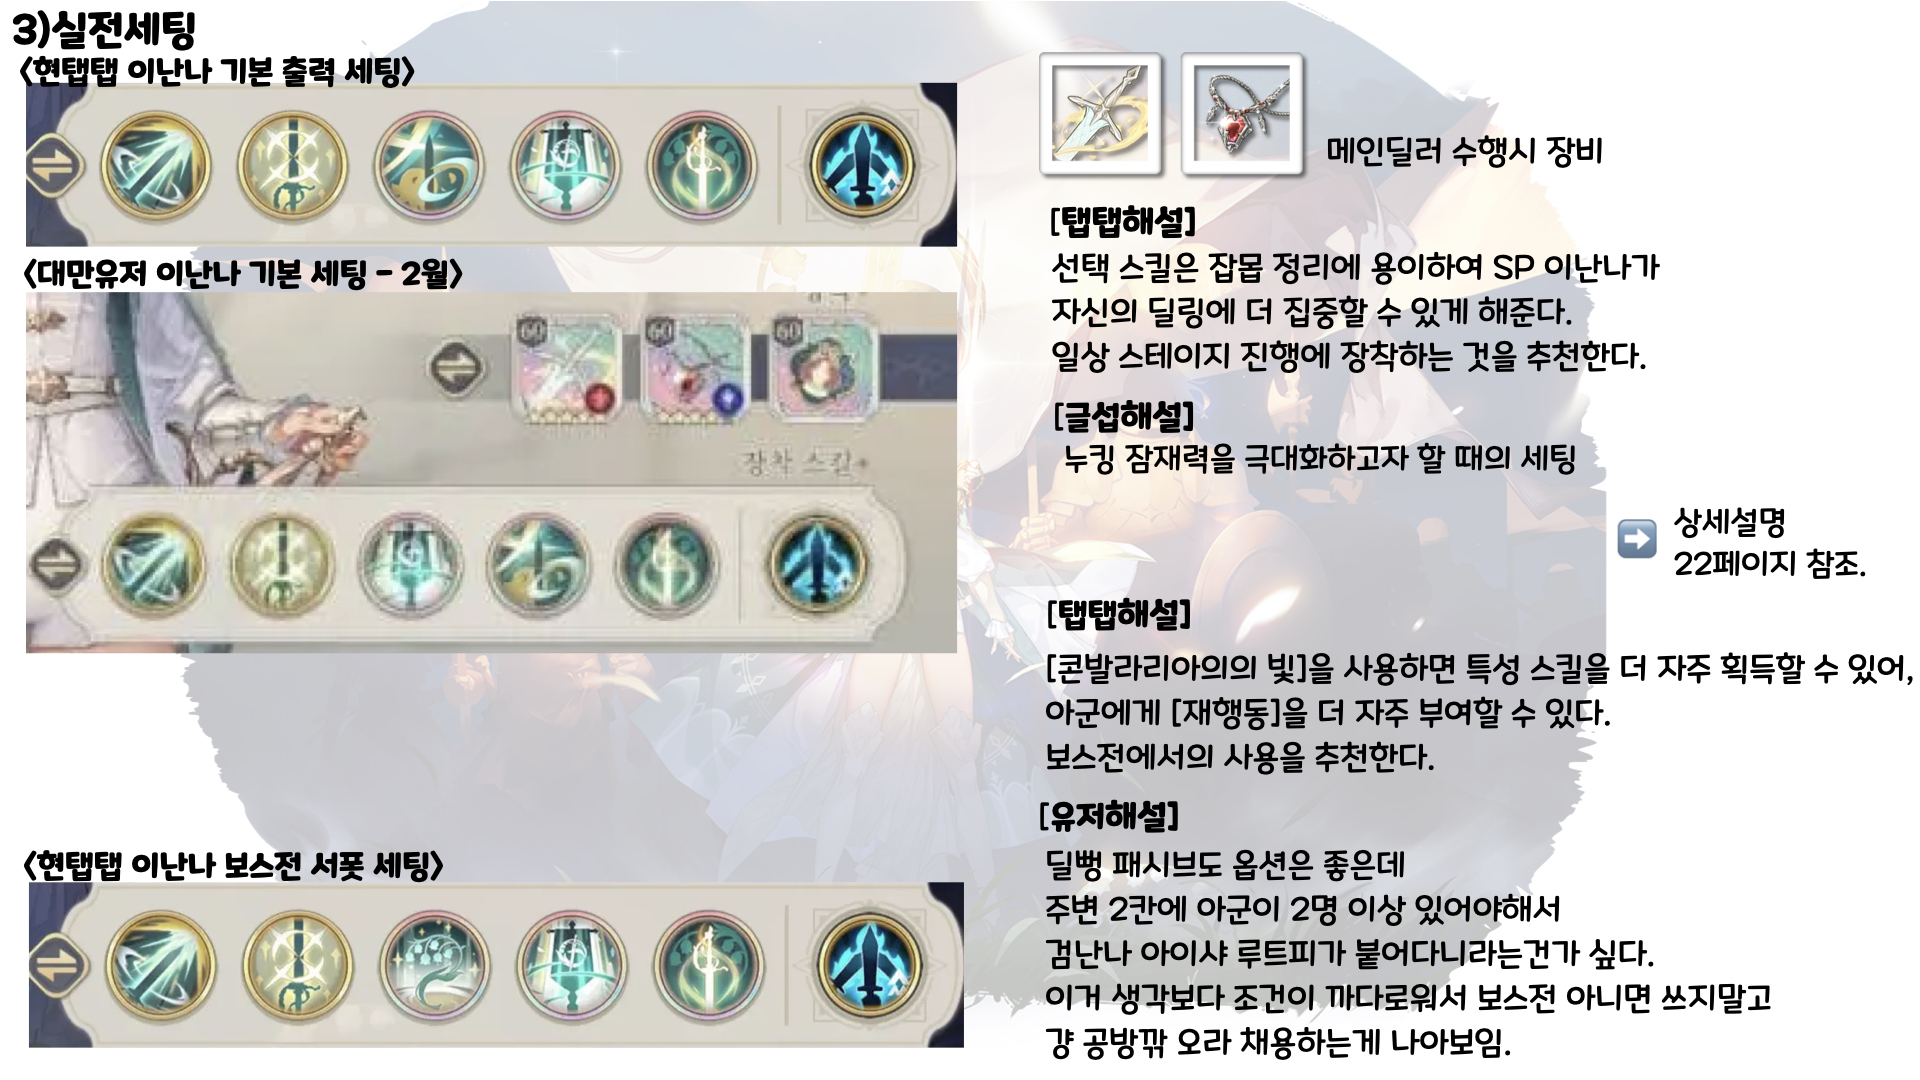 3)실전세팅
<현탭탭 이난나 기본 출력 세팅>
메인딜러 수행시 장비
[탭탭해설]
선택 스킬은 잡몹 정리에 용이하여 SP 이난나가
자신의 딜링에 더 집중할 수 있게 해준다.
일상 스테이지 진행에 장착하는 것을 추천한다.
<대만유저 이난나 기본 세팅 - 2월>
60
60
60
장착 스킬
[글섭해설]
누킹 잠재력을 극대화하고자 할 때의 세팅
상세설명
22페이지 참조.
[탭탭해설]
[콘발라리아의의 빛]을 사용하면 특성 스킬을 더 자주 획득할 수 있어,
아군에게 [재행동]을 더 자주 부여할 수 있다.
보스전에서의 사용을 추천한다.
<현탭탭 이난나 보스전 서폿 세팅>
[유저해설]
딜뻥 패시브도 옵션은 좋은데
주변 2칸에 아군이 2명 이상 있어야해서
검난나 아이샤 루트피가 붙어다니라는건가 싶다.
이거 생각보다 조건이 까다로워서 보스전 아니면 쓰지말고
걍 공방깎 오라 채용하는게 나아보임.